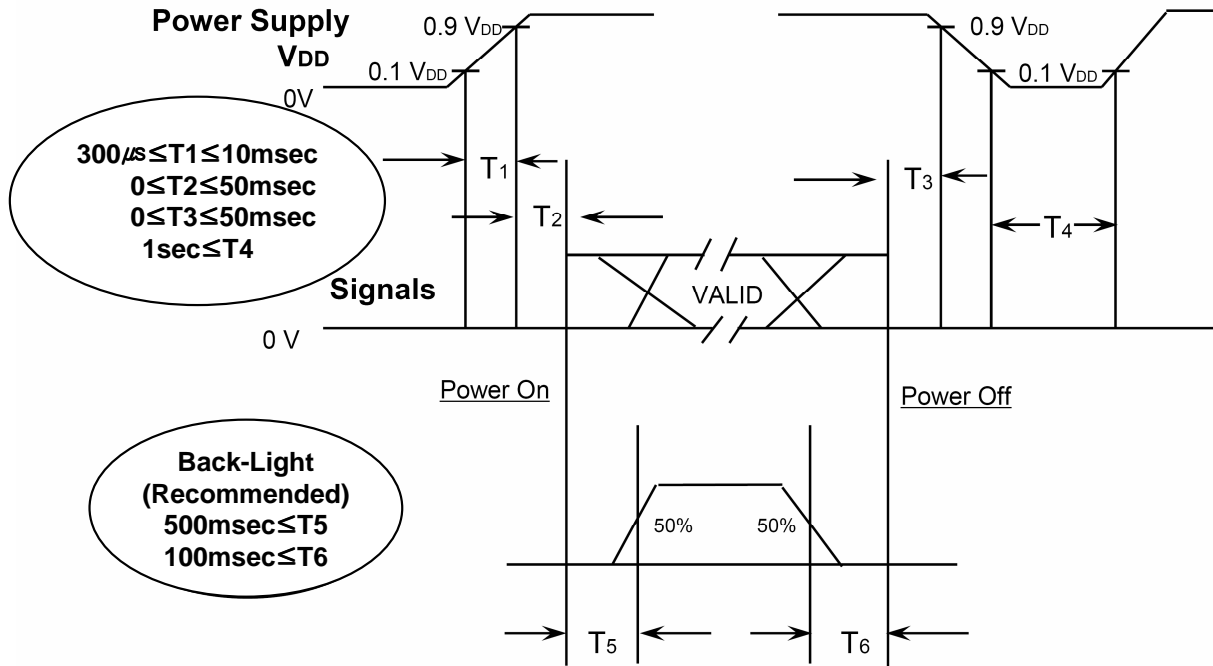 Power Supply
VDD
0.9 VDD
0.1 VDD
0V
0.9 VDD
0.1 VDD
300μs≤T1≤10msec
0≤T2≤50msec
0≤T3≤50msec
1sec≤T4
T1
T2
T3
T4
Signals
VALID
0 V
Power On
Power Off
Back-Light
(Recommended)
500msec≤T5
100msec≤T6
50%
50%
T5
T6